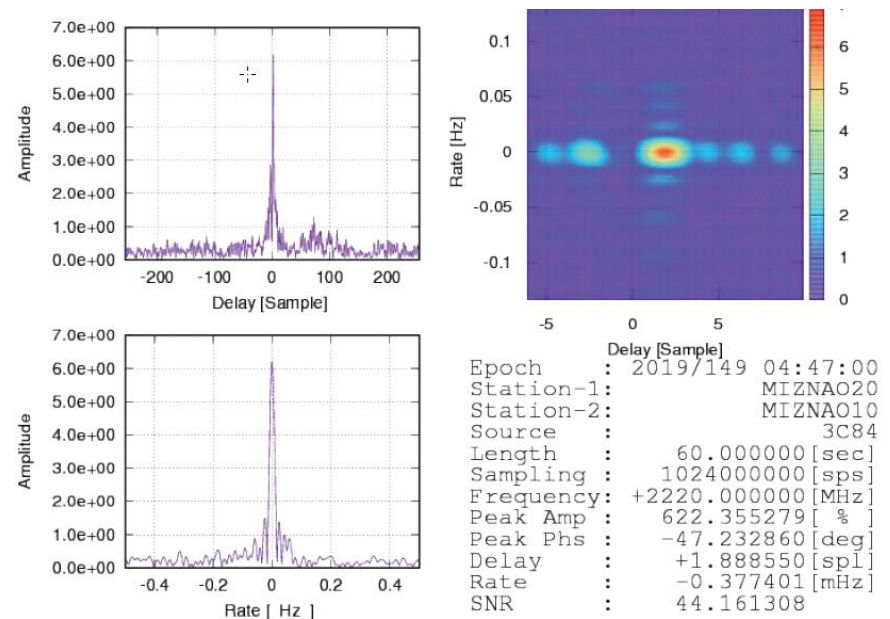 7.0e+00
6.0e+00
5.0e+00
4.0e+00
3.0e+00
2.0e+00
1.0e+00
0.0e+00
Amplitude
-200 -100 0 100 200
Delay [Sample]
0.1
0.05
0
-0.05
-0.1
Rate [Hz]
-5 0 5
Delay [Sample]
6
5
4
3
2
1
0
7.0e+00
6.0e+00
5.0e+00
4.0e+00
3.0e+00
2.0e+00
1.0e+00
0.0e+00
Amplitude
-0.4 -0.2 0 0.2 0.4
Rate [ Hz ]
Epoch : 2019/149 04:47:00
Station-1: MIZNAO20
Station-2: MIZNAO10
Source : 3C84
Length : 60.000000[sec]
Sampling : 1024000000[sps]
Frequency: +2220.000000[MHz]
Peak Amp : 622.355279[ % ]
Peak Phs : -47.232860[deg]
Delay : +1.888550[spl]
Rate : -0.377401[mHz]
SNR : 44.161308